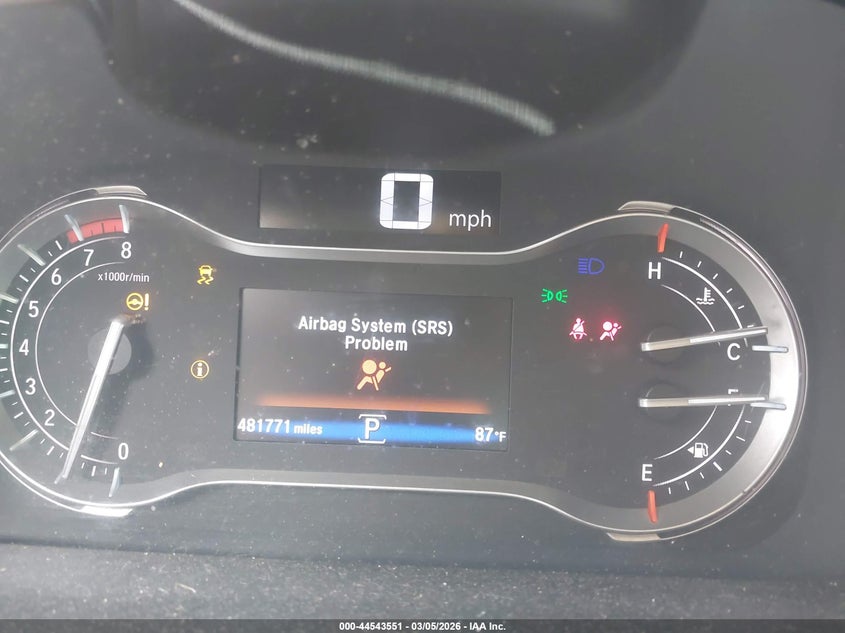 0 mph
8
7
6
5
4
3
2
0
x1000r/min
Airbag System (SRS)
Problem
481771 miles P 87°F
H
C
E
000-44543551 - 03/05/2026 - IAA Inc.